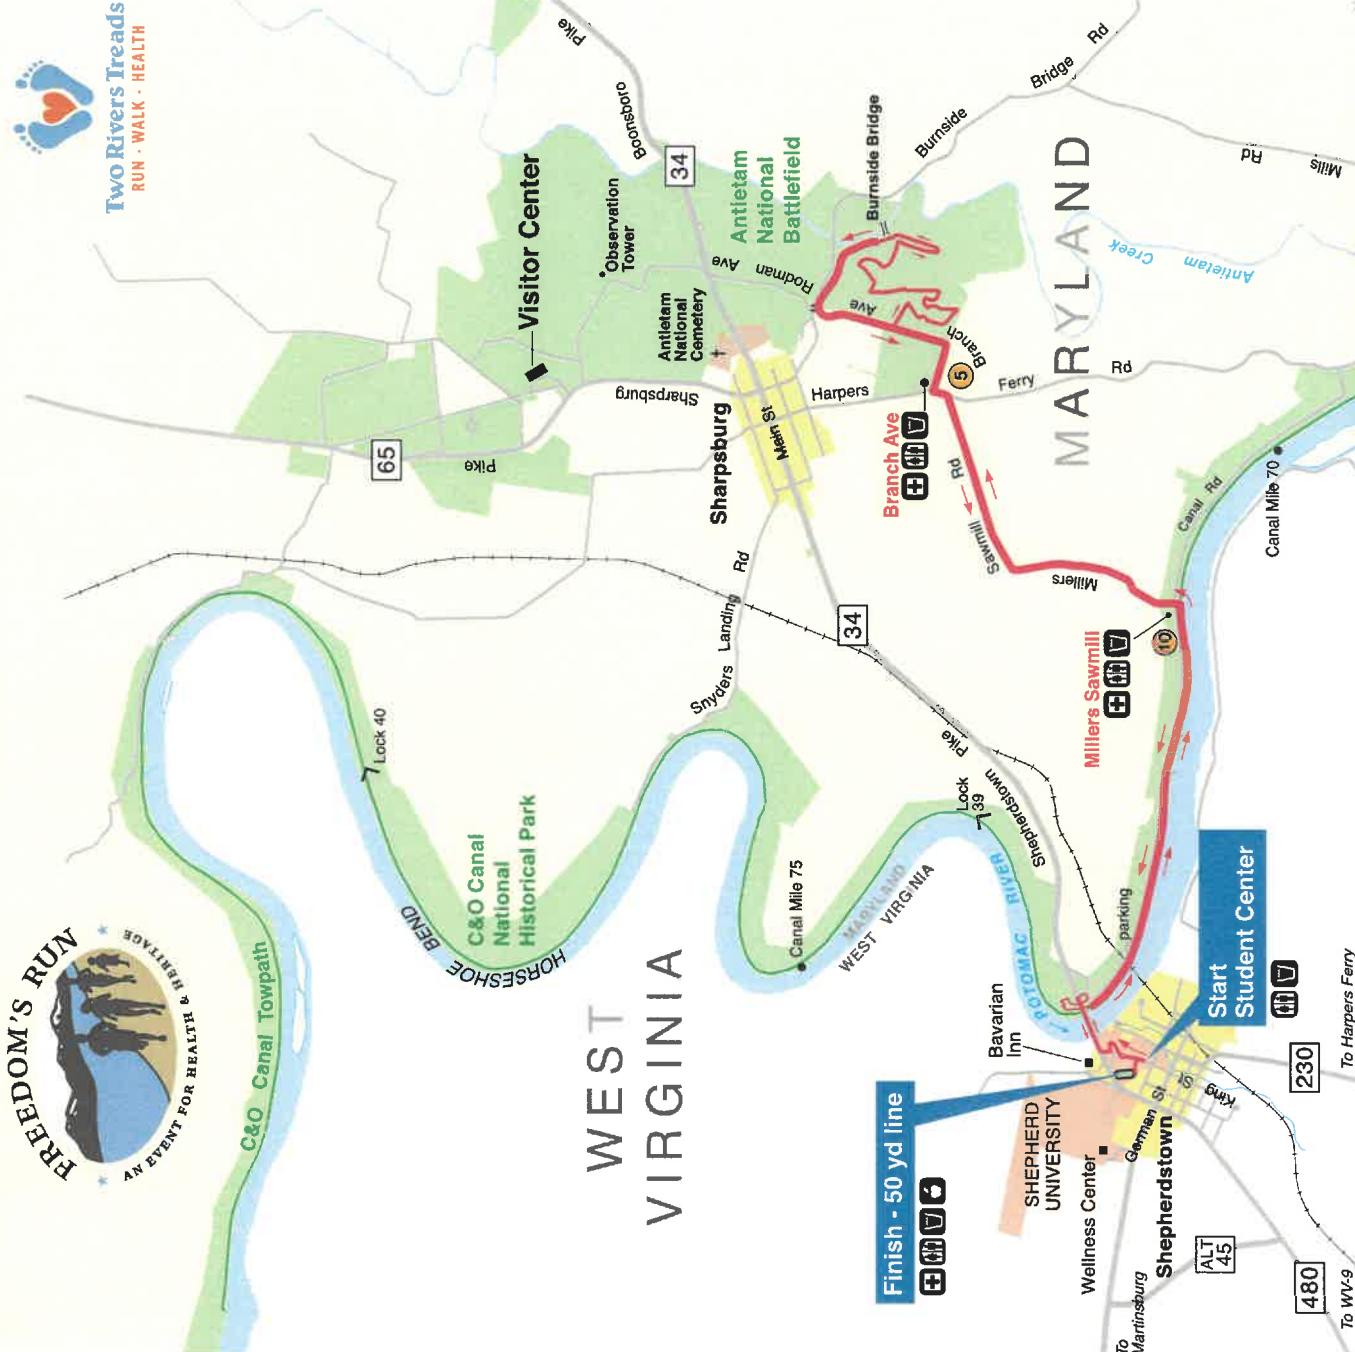 FREEDOM'S RUN
AN EVENT FOR HEALTH & HERITAGE
Two Rivers Treads
RUN · WALK · HEALTH
C&O Canal Towpath
C&O Canal
National
Historical Park
HORSESHOE
BEND
Lock 40
WEST
VIRGINIA
MARYLAND
Canal Mile 75
MARYLAND
WEST VIRGINIA
POTOMAC RIVER
Lock
39
Snyders Landing Rd
Shepherdstown
Pike
34
65
Sharpsburg
Pike
Sharpsburg
Main St
Visitor Center
Observation
Tower
Antietam
National
Cemetery
Antietam
National
Battlefield
34
Boonsboro
Pike
Rodman Ave
Burnside Bridge
Burnside
Bridge
Rd
Mills
Rd
Antietam
Creek
Branch
Ave
5
Harpers
Ferry
Rd
Branch Ave
Millers
Sawmill
Rd
Millers Sawmill
10
Canal Rd
Canal Mile 70
parking
Start
Student Center
Finish - 50 yd line
Bavarian
Inn
SHEPHERD
UNIVERSITY
Wellness Center
Shepherdstown
German St
King
St
230
To Harpers Ferry
ALT
45
480
To WV-9
To
Martinsburg